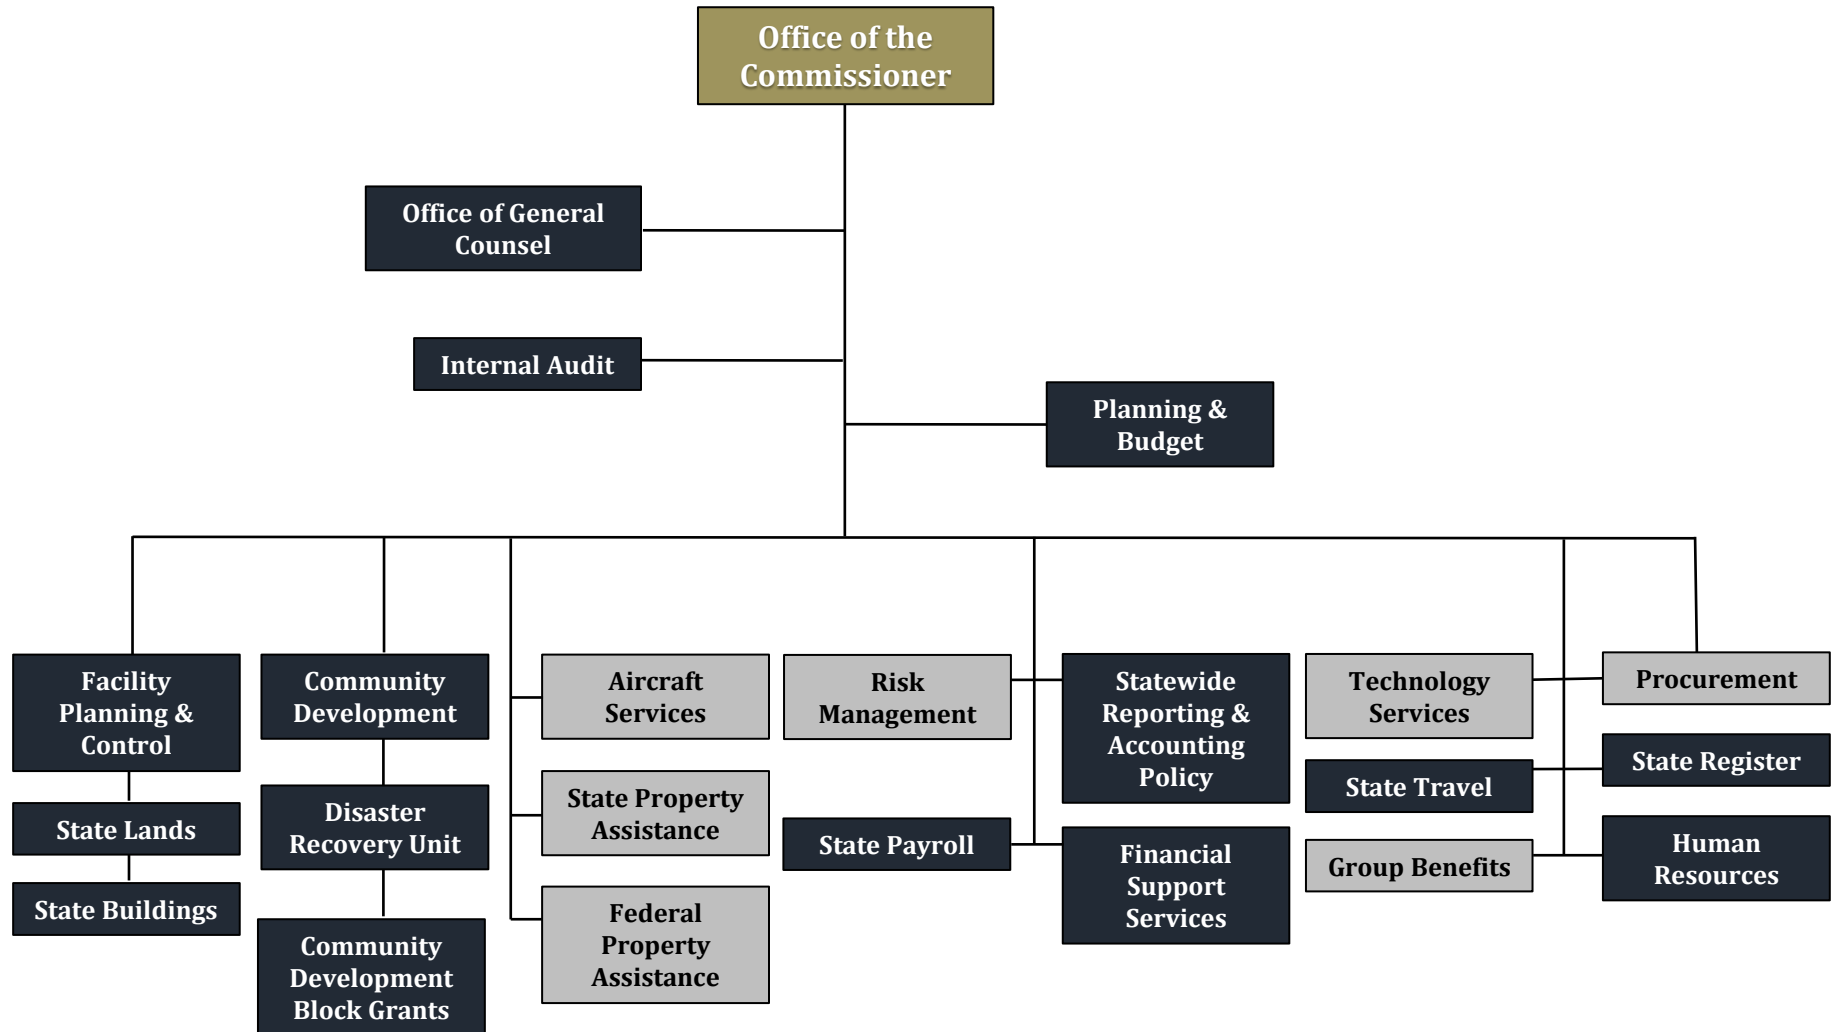 Office of the
Commissioner
Office of General
Counsel
Internal Audit
Planning &
Budget
Facility
Planning &
Control
State Lands
State Buildings
Community
Development
Disaster
Recovery Unit
Community
Development
Block Grants
Aircraft
Services
State Property
Assistance
Federal
Property
Assistance
Risk
Management
State Payroll
Statewide
Reporting &
Accounting
Policy
Financial
Support
Services
Technology
Services
State Travel
Group Benefits
Procurement
State Register
Human
Resources